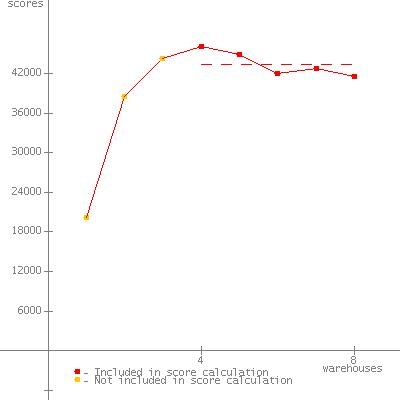 scores
42000
36000
30000
24000
18000
12000
6000
4
8
warehouses
- Included in score calculation
- Not included in score calculation